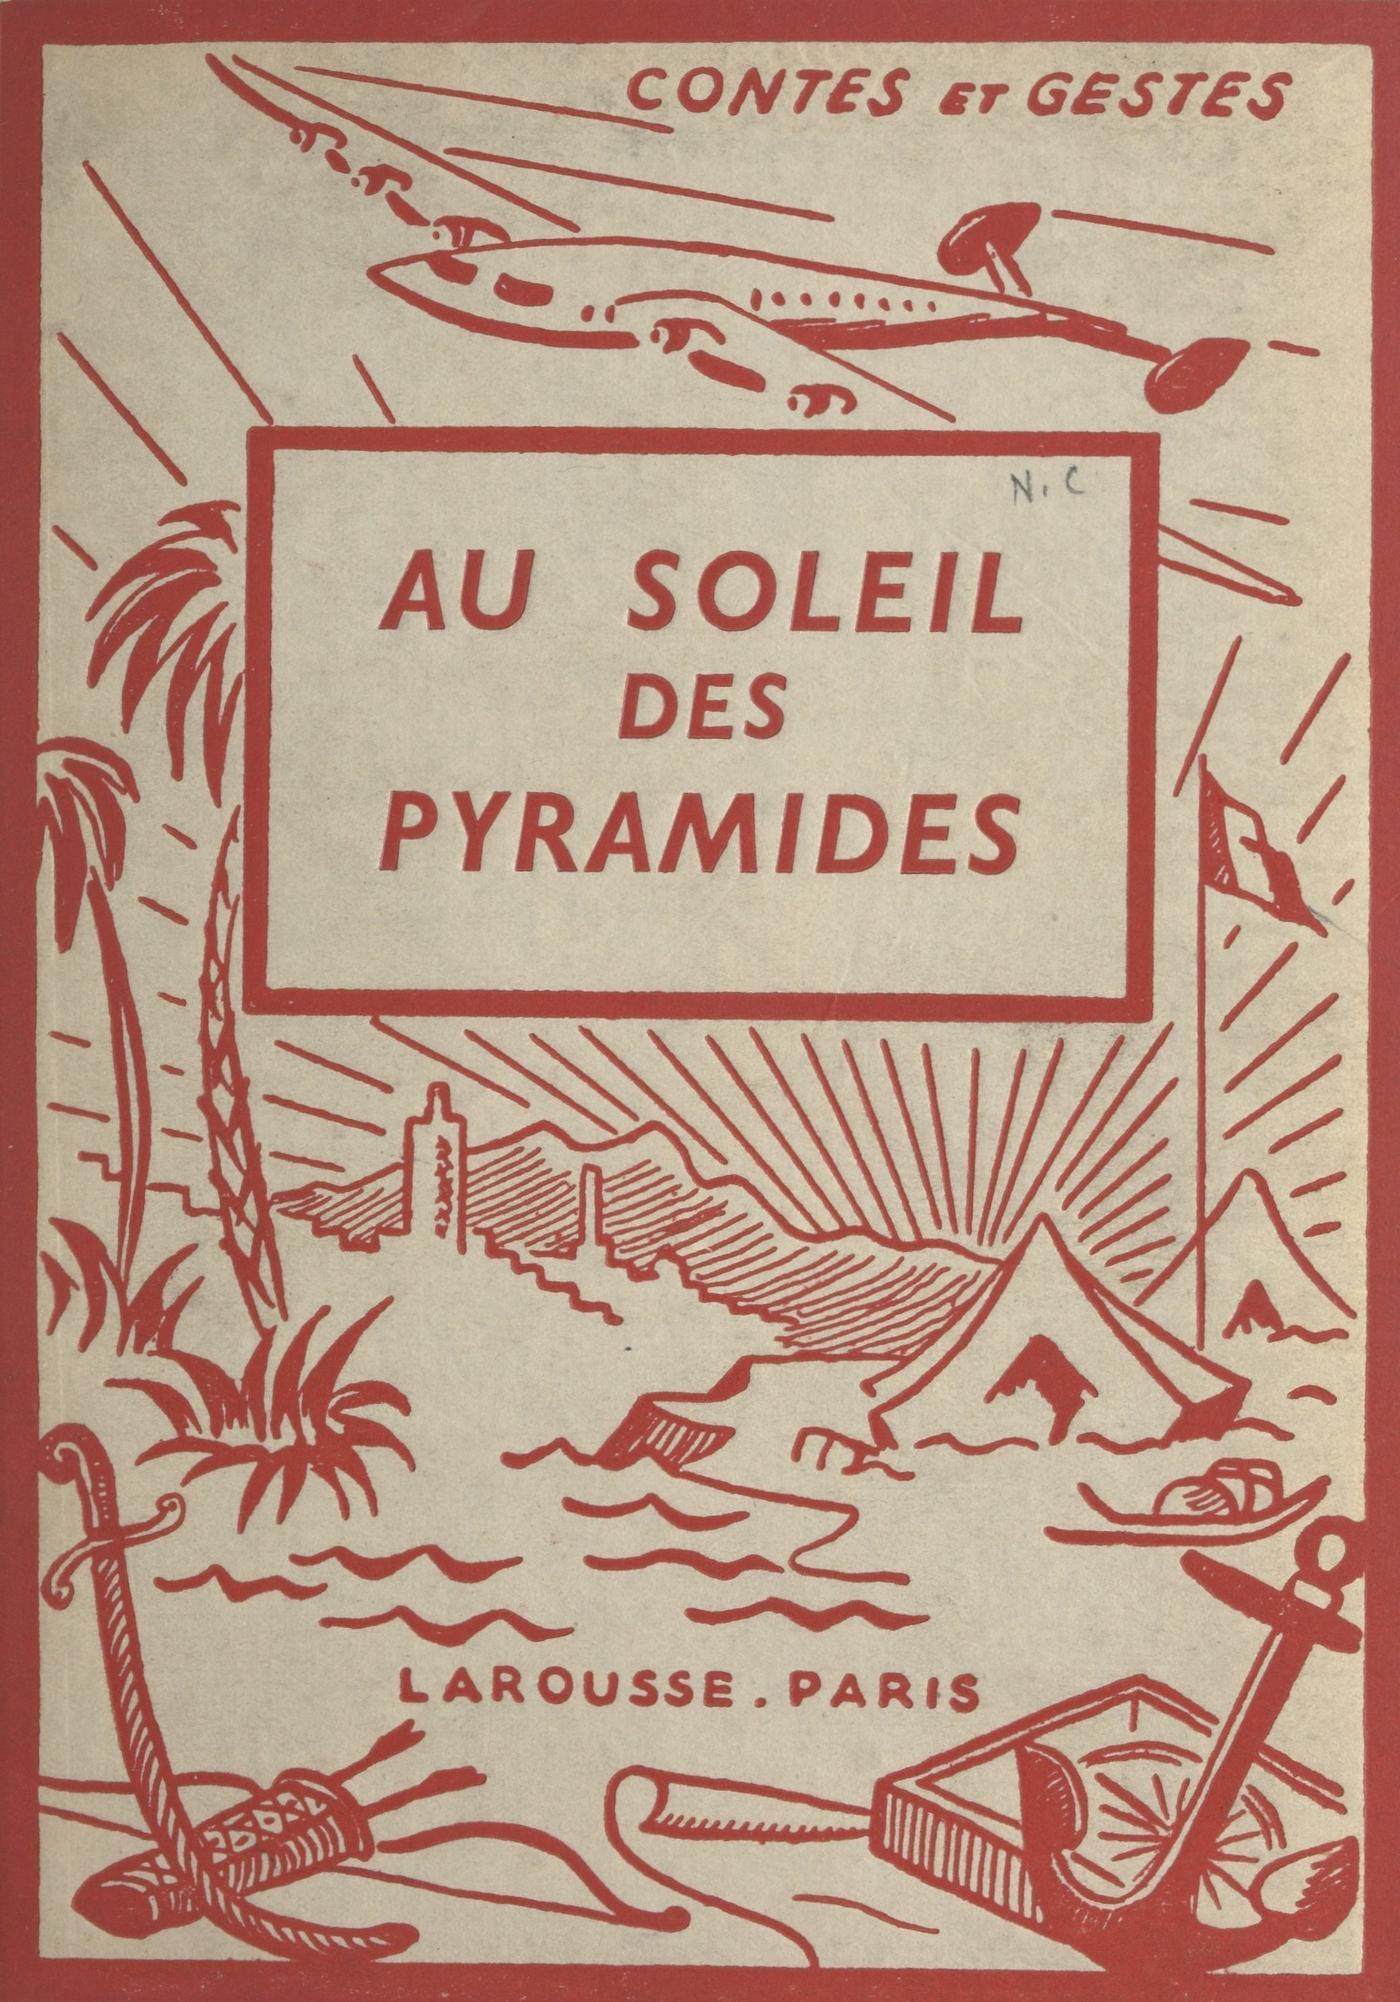 CONTES ET GESTES
N. C
AU SOLEIL
DES
PYRAMIDES
LAROUSSE. PARIS